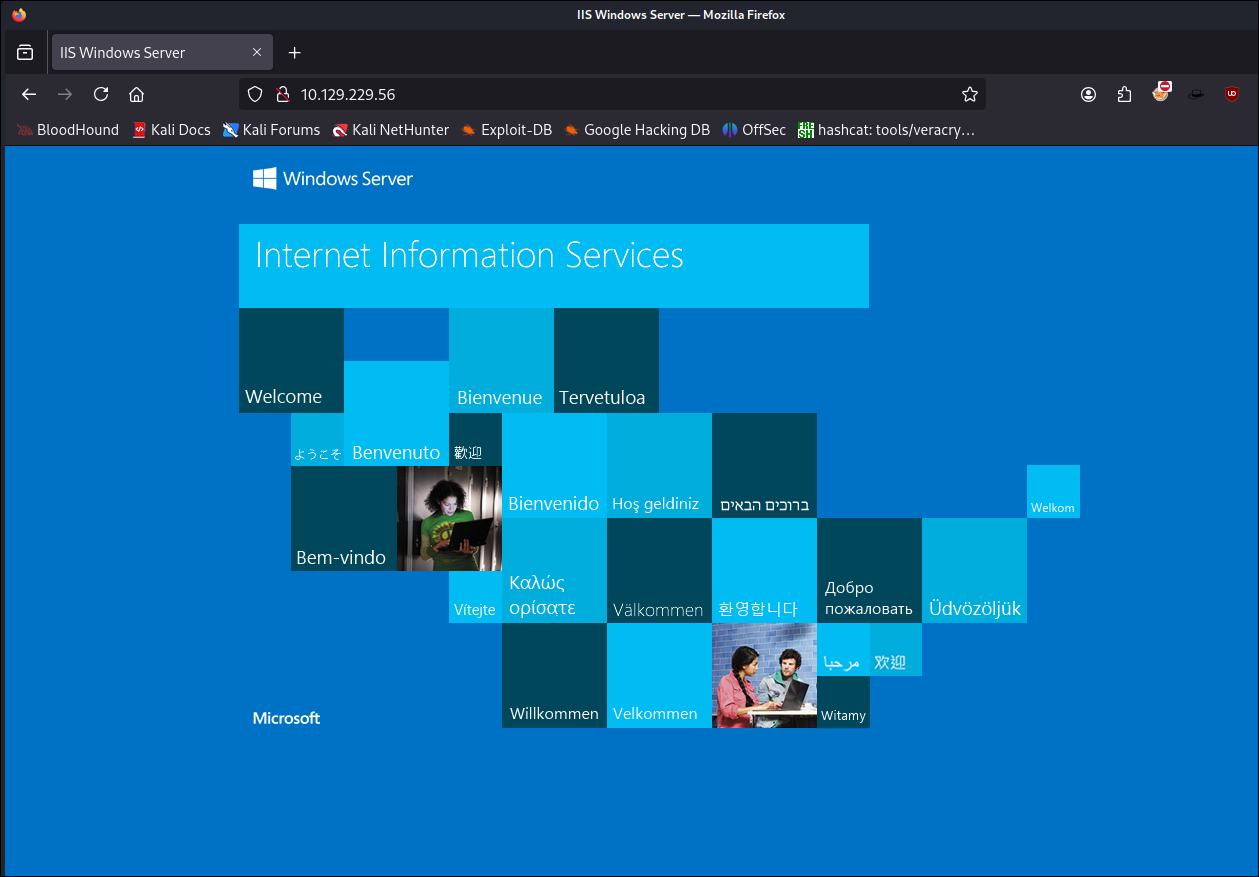 IIS Windows Server — Mozilla Firefox
IIS Windows Server
10.129.229.56
BloodHound Kali Docs Kali Forums Kali NetHunter Exploit-DB Google Hacking DB OffSec hashcat: tools/veracry…
Windows Server
Internet Information Services
Welcome
Bienvenue
Tervetuloa
ようこそ
Benvenuto
歡迎
Bienvenido
Hoş geldiniz
ברוכים הבאים
Welkom
Bem-vindo
Vítejte
Καλώς
ορίσατε
Välkommen
환영합니다
Добро
пожаловать
Üdvözöljük
مرحبا
欢迎
Willkommen
Velkommen
Witamy
Microsoft